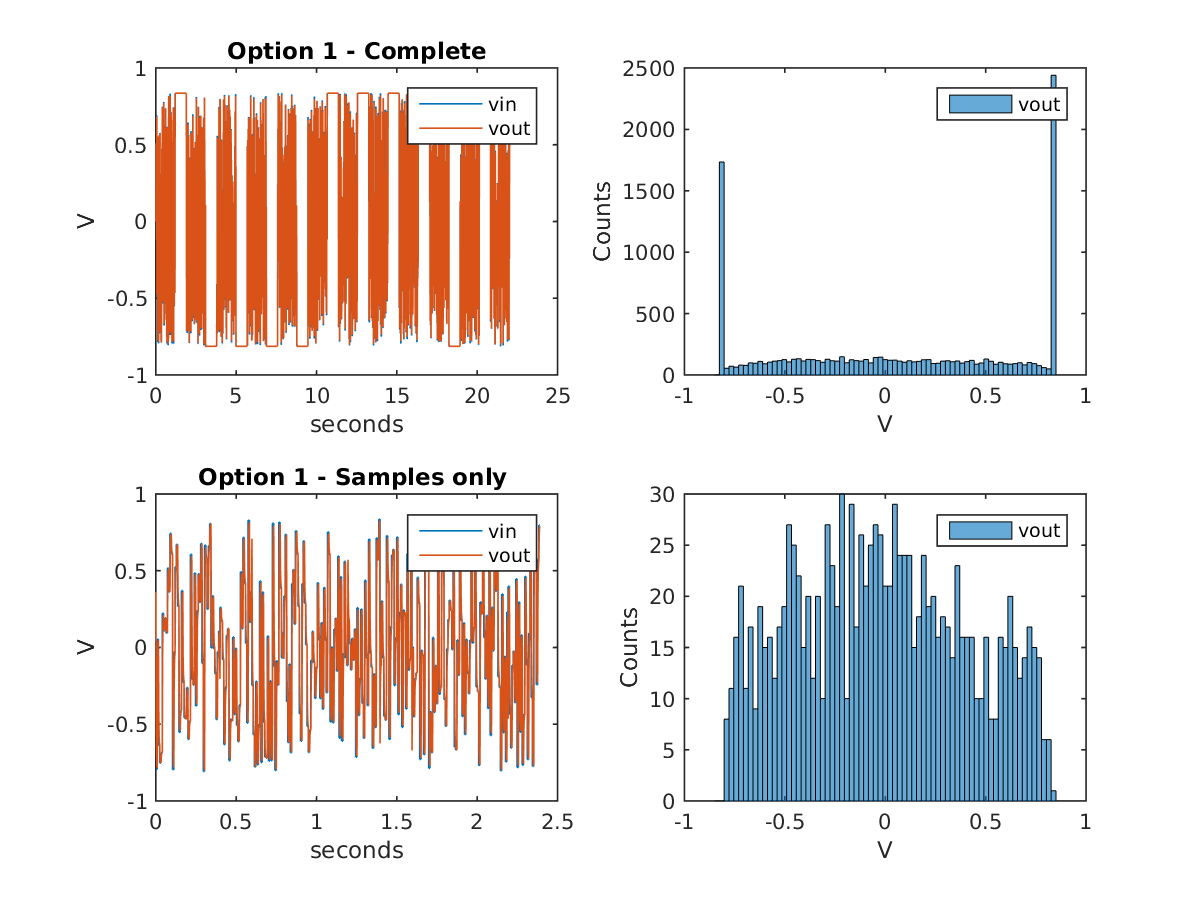 Option 1 - Complete
1
0.5
0
-0.5
-1
V
0 5 10 15 20 25
seconds
vin
vout
2500
2000
1500
1000
500
0
Counts
-1 -0.5 0 0.5 1
V
vout
Option 1 - Samples only
1
0.5
0
-0.5
-1
V
0 0.5 1 1.5 2 2.5
seconds
vin
vout
30
25
20
15
10
5
0
Counts
-1 -0.5 0 0.5 1
V
vout